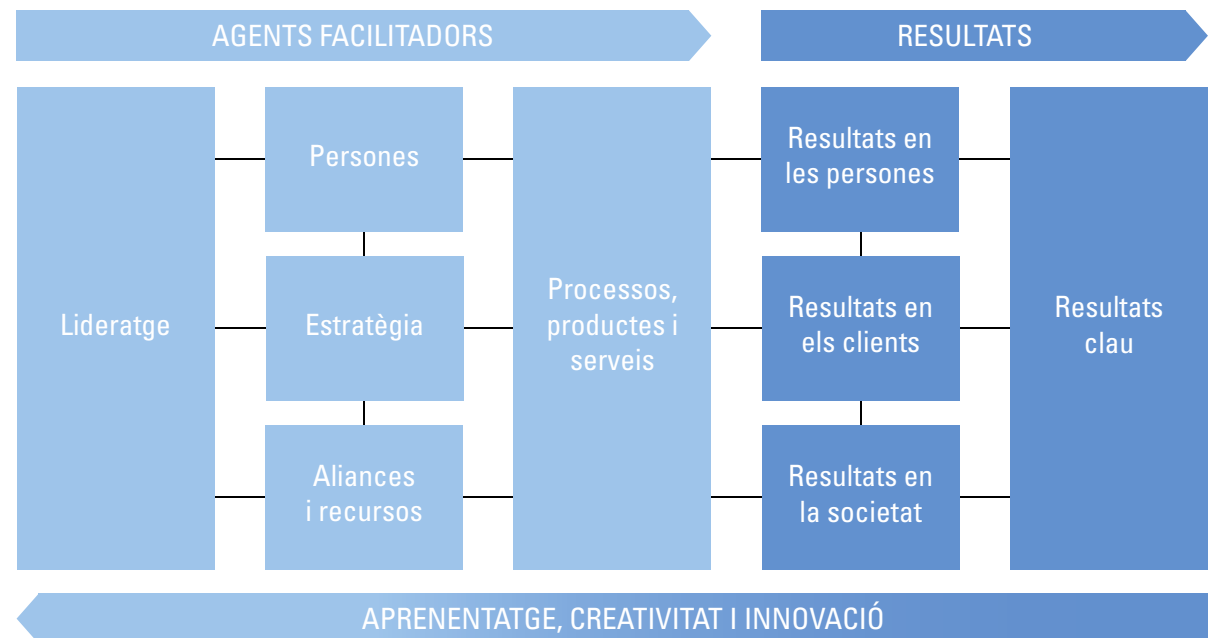 AGENTS FACILITADORS
RESULTATS
Lideratge
Persones
Estratègia
Aliances
i recursos
Processos,
productes i
serveis
Resultats en
les persones
Resultats en
els clients
Resultats en
la societat
Resultats
clau
APRENENTATGE, CREATIVITAT I INNOVACIÓ